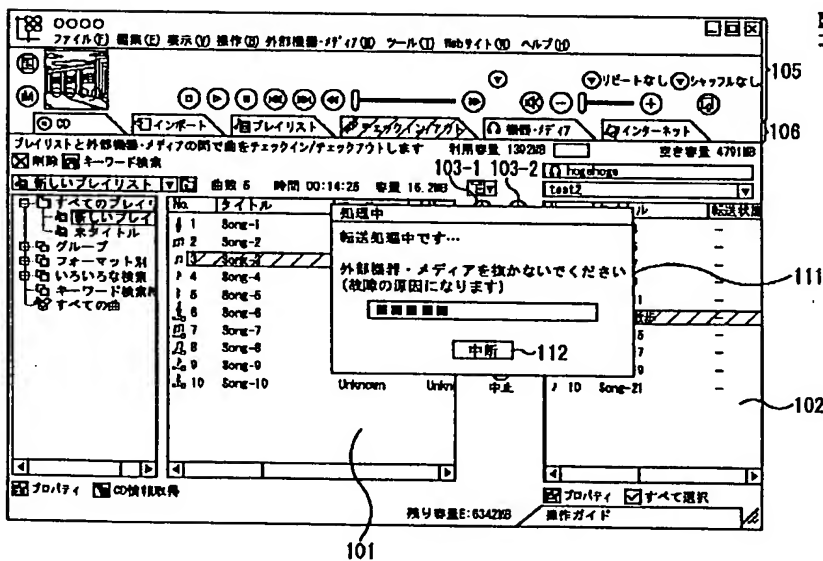 ○○○○
ファイル(F) 編集(E) 表示(V) 操作(B) 外部機器・メディア(M) ツール(T) Webサイト(W) ヘルプ(H)
リピートなし シャッフルなし
105
CD インポート プレイリスト チェックイン/アウト 機器・メディア インターネット
106
プレイリストと外部機器・メディアの間で曲をチェックイン/チェックアウトします 利用容量 1392MB 空き容量 4791MB
削除 キーワード検索
103-1 103-2
hogehoge
新しいプレイリスト 曲数 6 時間 00:14:26 容量 16.2MB
test2
すべてのプレイリ
新しいプレイ
未タイトル
グループ
フォーマット別
いろいろな検索
キーワード検索
すべての曲
No. タイトル
1 Song-1
2 Song-2
3 Song-3
4 Song-4
5 Song-5
6 Song-6
7 Song-7
8 Song-8
9 Song-9
10 Song-10 Unknown Unkn
中止
処理中
転送処理中です…
外部機器・メディアを抜かないでください
(故障の原因になります)
中断
112
111
ル 転送状態
10 Song-21
102
プロパティ CD情報取得
プロパティ すべて選択
残り容量E:6342MB 操作ガイド
101